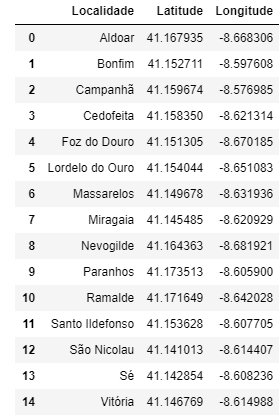 Localidade Latitude Longitude
0 Aldoar 41.167935 -8.668306
1 Bonfim 41.152711 -8.597608
2 Campanhã 41.159674 -8.576985
3 Cedofeita 41.158350 -8.621314
4 Foz do Douro 41.151305 -8.670185
5 Lordelo do Ouro 41.154044 -8.651083
6 Massarelos 41.149678 -8.631936
7 Miragaia 41.145485 -8.620929
8 Nevogilde 41.164363 -8.681921
9 Paranhos 41.173513 -8.605900
10 Ramalde 41.171649 -8.642028
11 Santo Ildefonso 41.153628 -8.607705
12 São Nicolau 41.141013 -8.614407
13 Sé 41.142854 -8.608236
14 Vitória 41.146769 -8.614988